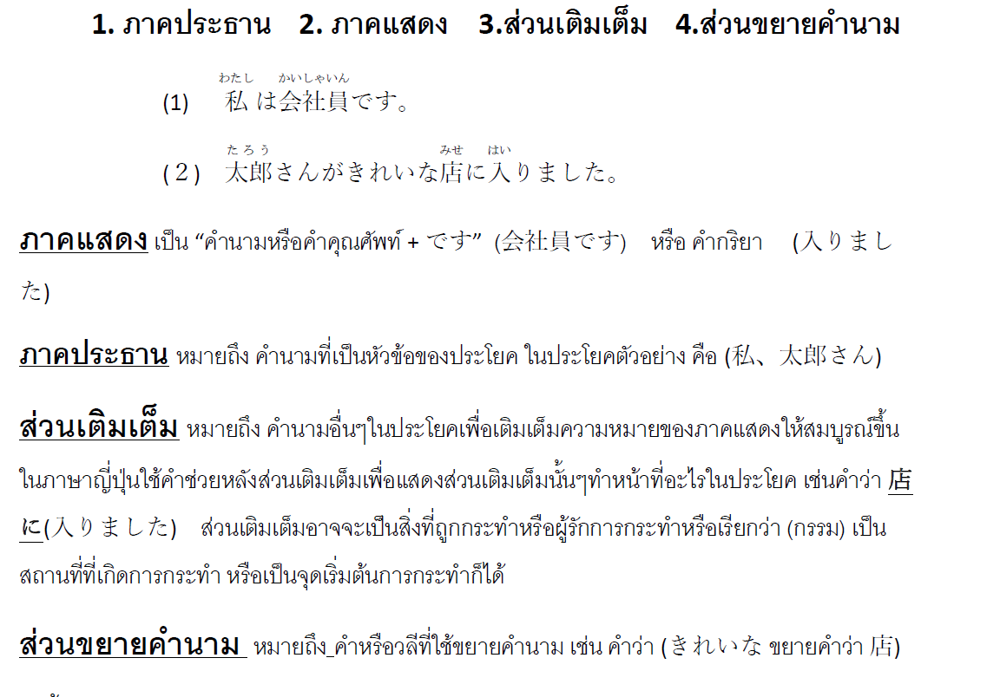 1. ภาคประธาน 2. ภาคแสดง 3.ส่วนเติมเต็ม 4.ส่วนขยายคำนาม
わたし かいしゃいん
(1) 私は会社員です。
たろう みせ はい
(２) 太郎さんがきれいな店に入りました。
ภาคแสดง เป็น “คำนามหรือคำคุณศัพท์ + です” (会社員です) หรือ คำกริยา (入りまし
た)
ภาคประธาน หมายถึง คำนามที่เป็นหัวข้อของประโยค ในประโยคตัวอย่าง คือ (私、太郎さん)
ส่วนเติมเต็ม หมายถึง คำนามอื่นๆในประโยคเพื่อเติมเต็มความหมายของภาคแสดงให้สมบูรณ์ขึ้น
ในภาษาญี่ปุ่นใช้คำช่วยหลังส่วนเติมเต็มเพื่อแสดงส่วนเติมเต็มนั้นๆทำหน้าที่อะไรในประโยค เช่นคำว่า 店
に(入りました) ส่วนเติมเต็มอาจจะเป็นสิ่งที่ถูกกระทำหรือผู้รักการกระทำหรือเรียกว่า (กรรม) เป็น
สถานที่ที่เกิดการกระทำ หรือเป็นจุดเริ่มต้นการกระทำก็ได้
ส่วนขยายคำนาม หมายถึง คำหรือวลีที่ใช้ขยายคำนาม เช่น คำว่า (きれいな ขยายคำว่า 店)